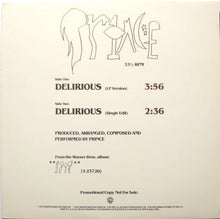 PRINCE
33⅓ RPM
Side One
DELIRIOUS (LP Version) 3:56
Side Two
DELIRIOUS (Single Edit) 2:36
PRODUCED, ARRANGED, COMPOSED AND
PERFORMED BY PRINCE
From the Warner Bros. album
(1-23720)
Promotional Copy. Not For Sale.